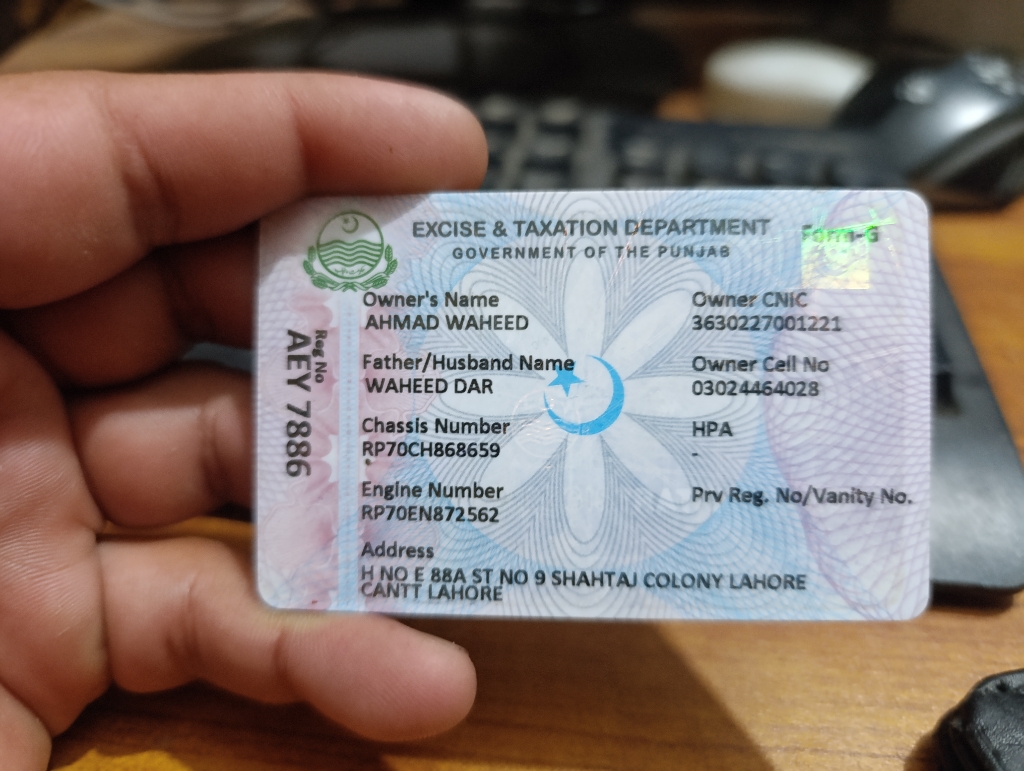 EXCISE & TAXATION DEPARTMENT
GOVERNMENT OF THE PUNJAB
Form-G
Reg No
AEY 7886
Owner's Name
AHMAD WAHEED
Owner CNIC
3630227001221
Father/Husband Name
WAHEED DAR
Owner Cell No
03024464028
Chassis Number
RP70CH868659
HPA
-
Engine Number
RP70EN872562
Prv Reg. No/Vanity No.
Address
H NO E 88A ST NO 9 SHAHTAJ COLONY LAHORE
CANTT LAHORE